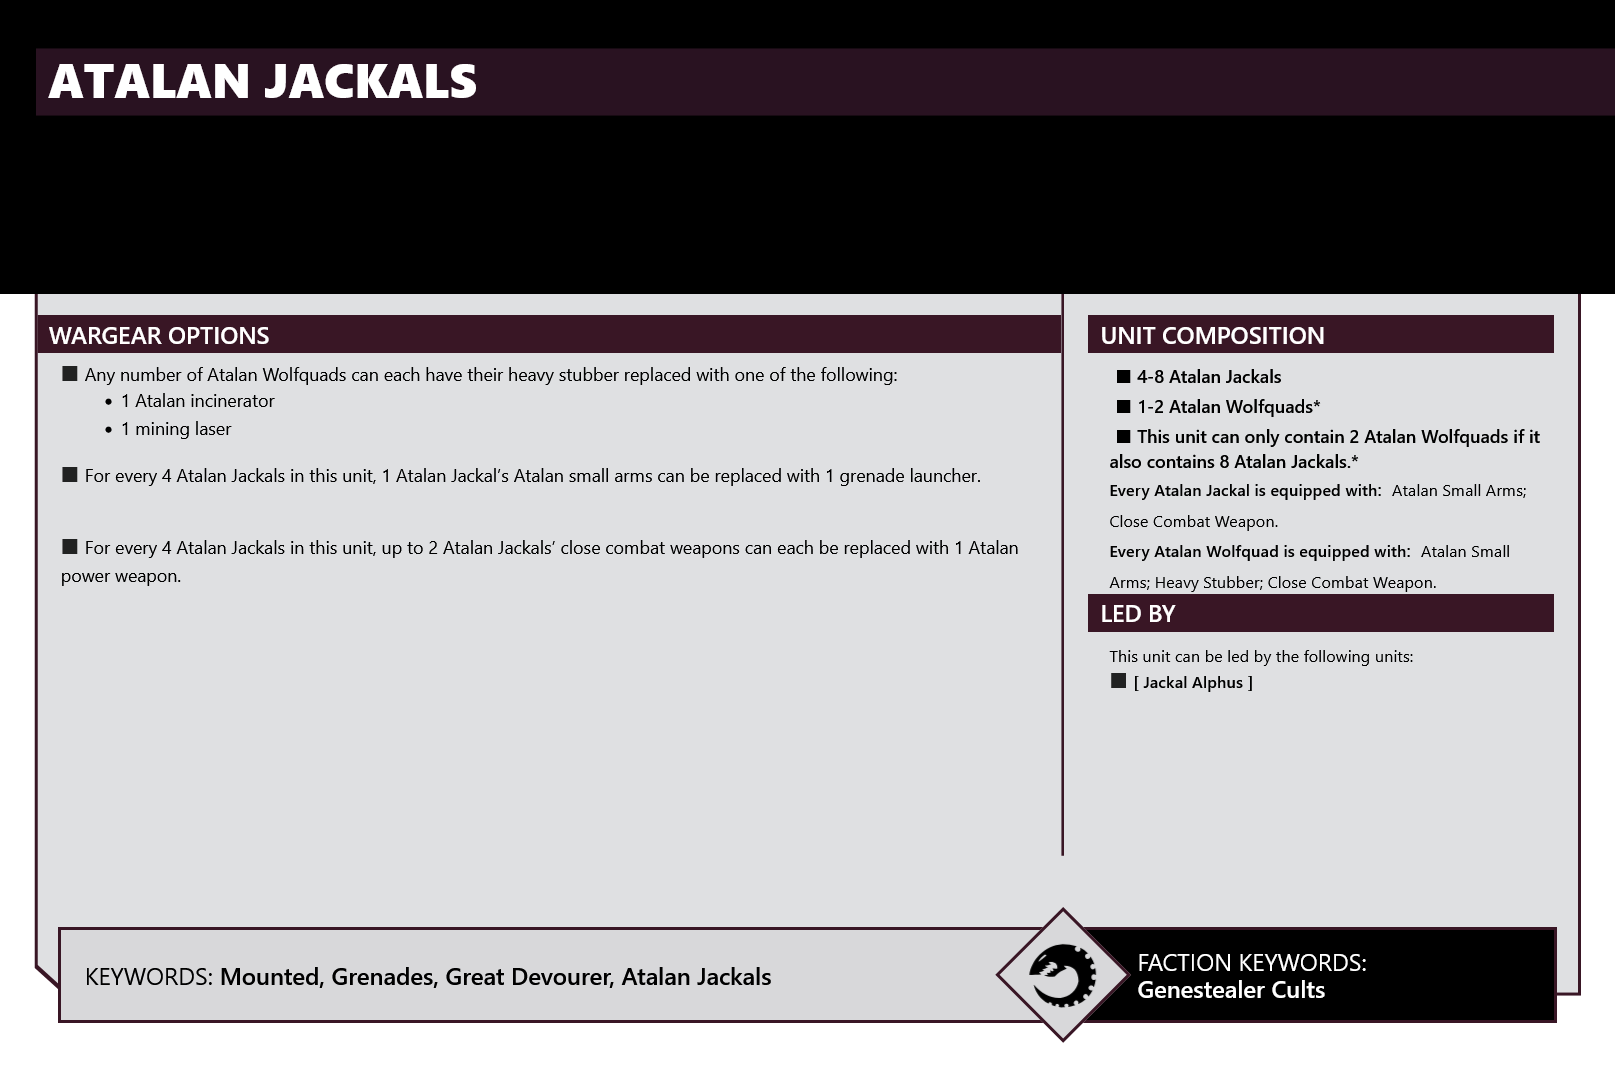 ATALAN JACKALS
WARGEAR OPTIONS
■ Any number of Atalan Wolfquads can each have their heavy stubber replaced with one of the following:
• 1 Atalan incinerator
• 1 mining laser
■ For every 4 Atalan Jackals in this unit, 1 Atalan Jackal’s Atalan small arms can be replaced with 1 grenade launcher.
■ For every 4 Atalan Jackals in this unit, up to 2 Atalan Jackals’ close combat weapons can each be replaced with 1 Atalan
power weapon.
UNIT COMPOSITION
■ 4-8 Atalan Jackals
■ 1-2 Atalan Wolfquads*
■ This unit can only contain 2 Atalan Wolfquads if it
also contains 8 Atalan Jackals.*
Every Atalan Jackal is equipped with: Atalan Small Arms;
Close Combat Weapon.
Every Atalan Wolfquad is equipped with: Atalan Small
Arms; Heavy Stubber; Close Combat Weapon.
LED BY
This unit can be led by the following units:
■ [ Jackal Alphus ]
KEYWORDS: Mounted, Grenades, Great Devourer, Atalan Jackals
FACTION KEYWORDS:
Genestealer Cults